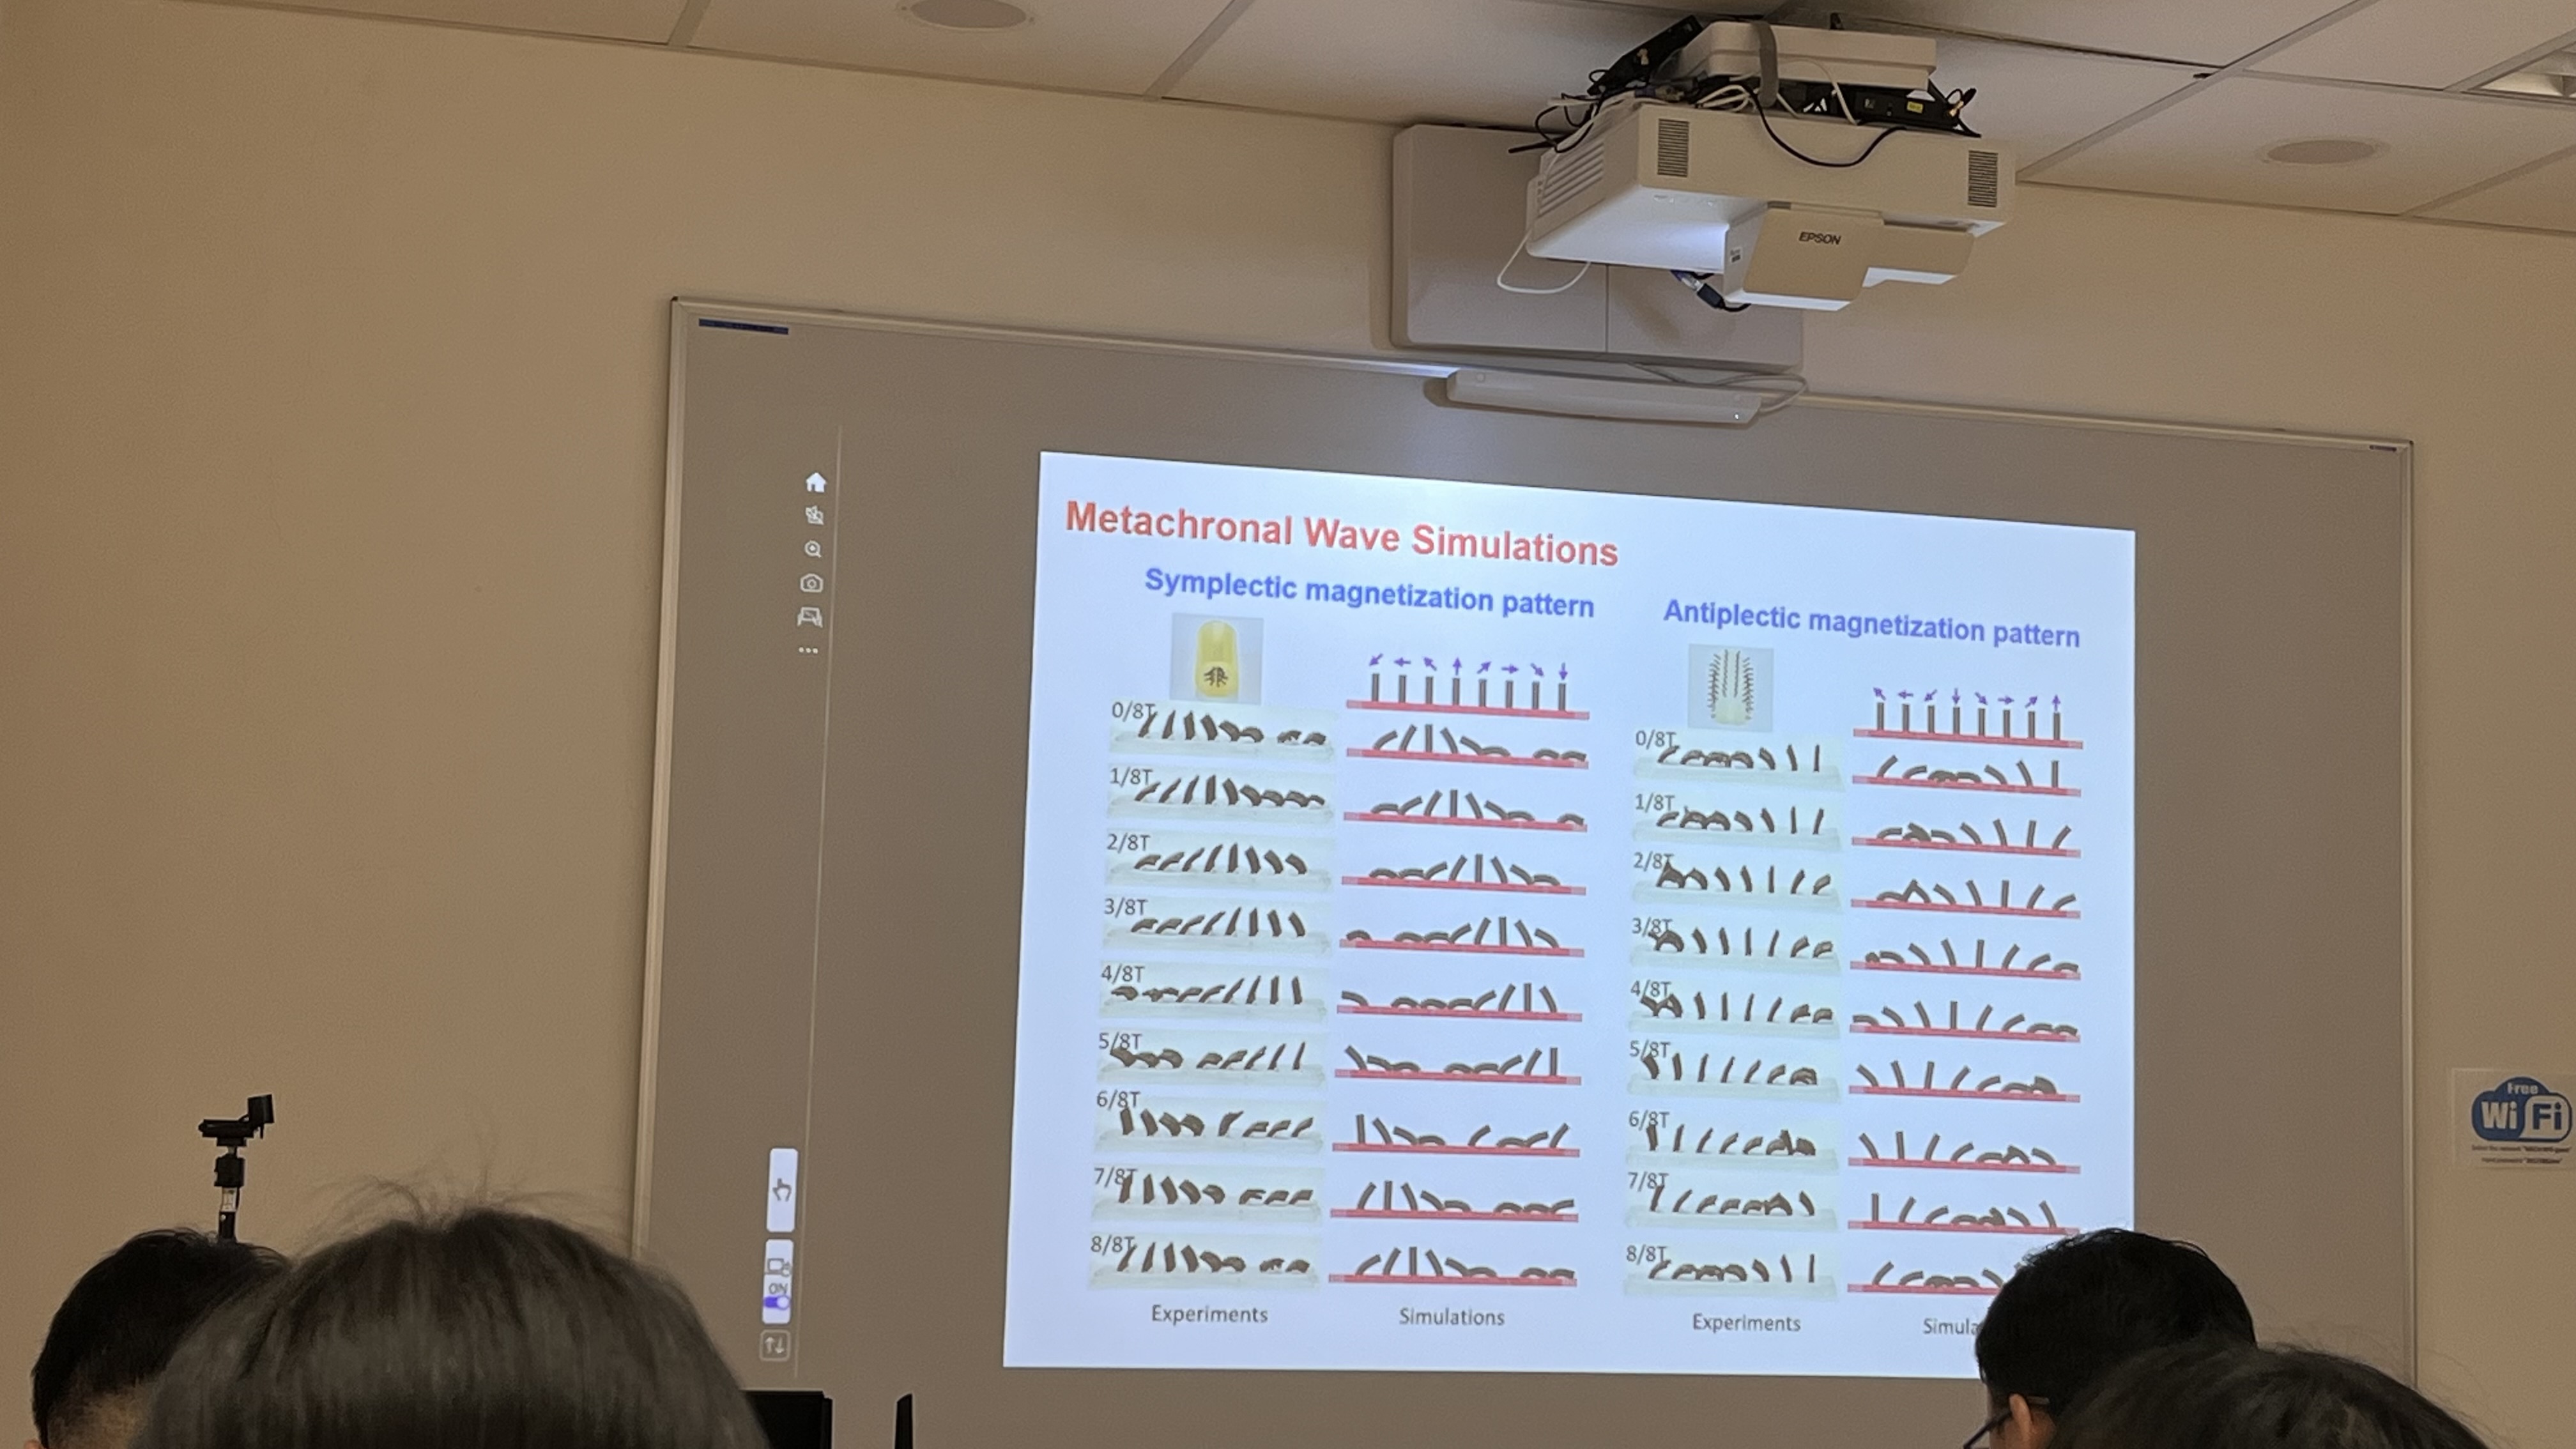 EPSON
Metachronal Wave Simulations
Symplectic magnetization pattern
Antiplectic magnetization pattern
0/8T
1/8T
2/8T
3/8T
4/8T
5/8T
6/8T
7/8T
8/8T
Experiments
Simulations
0/8T
1/8T
2/8T
3/8T
4/8T
5/8T
6/8T
7/8T
8/8T
Experiments
Simula
ON
Free
Wi Fi